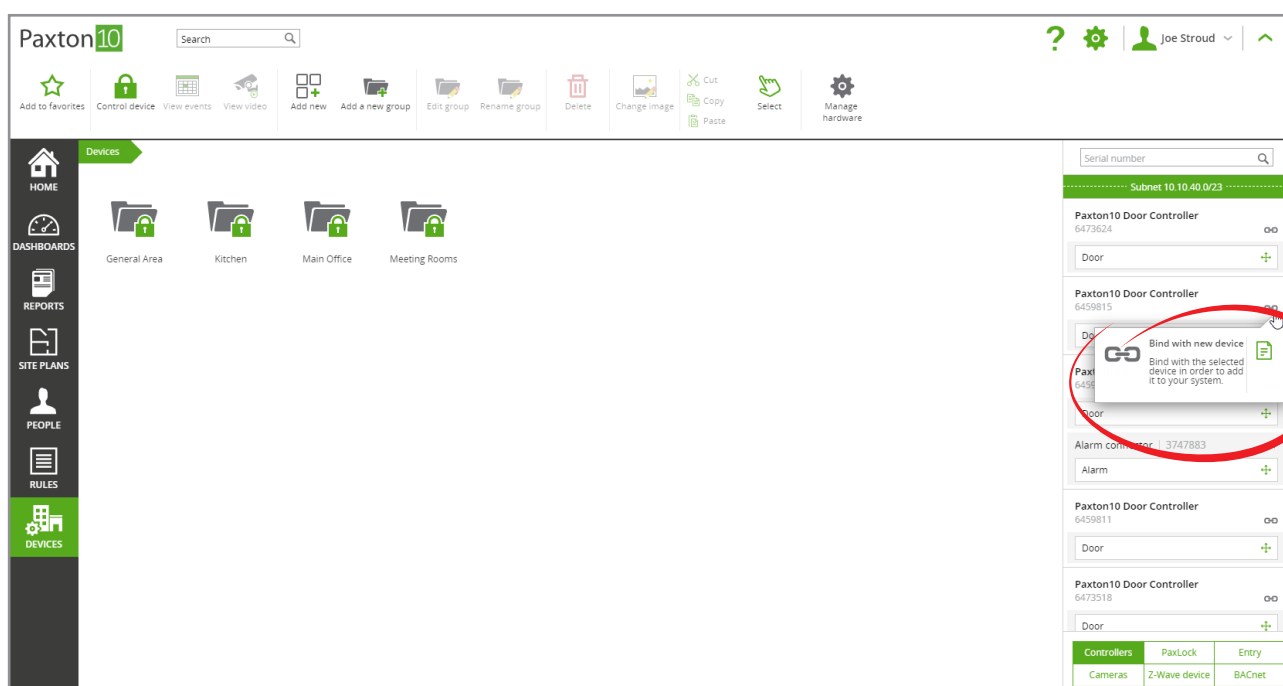 Paxton10
Search
? Joe Stroud
Add to favorites
Control device
View events
View video
Add new
Add a new group
Edit group
Rename group
Delete
Change image
Cut
Copy
Paste
Select
Manage
hardware
HOME
DASHBOARDS
REPORTS
SITE PLANS
PEOPLE
RULES
DEVICES
Devices
General Area
Kitchen
Main Office
Meeting Rooms
Serial number
Subnet 10.10.40.0/23
Paxton10 Door Controller
6473624
Door
Paxton10 Door Controller
6459815
Do
Bind with new device
Bind with the selected
device in order to add
it to your system.
Pax
645
Door
Alarm connector | 3747883
Alarm
Paxton10 Door Controller
6459811
Door
Paxton10 Door Controller
6473518
Door
Controllers
PaxLock
Entry
Cameras
Z-Wave device
BACnet